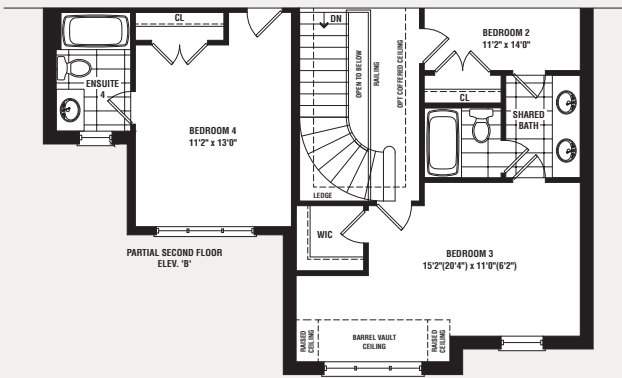 CL
DN
BEDROOM 2
11'2" x 14'0"
ENSUITE
4
OPEN TO BELOW
RAILING
OPT COFFERED CEILING
CL
SHARED
BATH
BEDROOM 4
11'2" x 13'0"
LEDGE
WIC
PARTIAL SECOND FLOOR
ELEV. 'B'
BEDROOM 3
15'2"(20'4") x 11'0"(6'2")
RAISED
CEILING
BARREL VAULT
CEILING
RAISED
CEILING